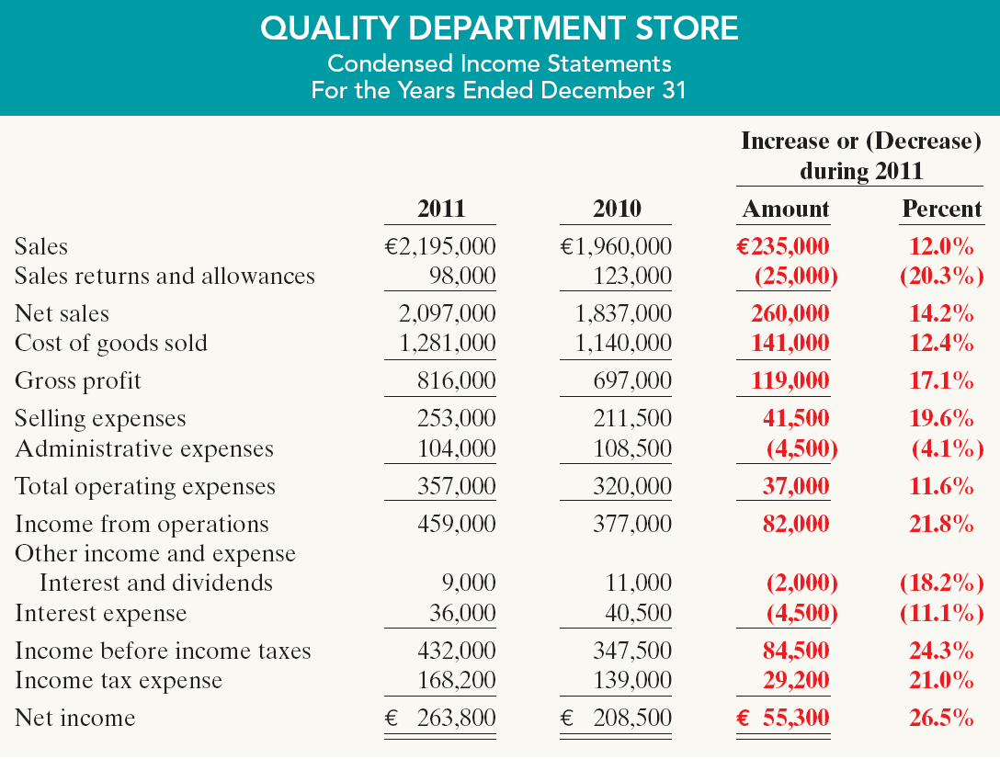 QUALITY DEPARTMENT STORE
Condensed Income Statements
For the Years Ended December 31
Increase or (Decrease)
during 2011
2011 2010 Amount Percent
Sales €2,195,000 €1,960,000 €235,000 12.0%
Sales returns and allowances 98,000 123,000 (25,000) (20.3%)
Net sales 2,097,000 1,837,000 260,000 14.2%
Cost of goods sold 1,281,000 1,140,000 141,000 12.4%
Gross profit 816,000 697,000 119,000 17.1%
Selling expenses 253,000 211,500 41,500 19.6%
Administrative expenses 104,000 108,500 (4,500) (4.1%)
Total operating expenses 357,000 320,000 37,000 11.6%
Income from operations 459,000 377,000 82,000 21.8%
Other income and expense
Interest and dividends 9,000 11,000 (2,000) (18.2%)
Interest expense 36,000 40,500 (4,500) (11.1%)
Income before income taxes 432,000 347,500 84,500 24.3%
Income tax expense 168,200 139,000 29,200 21.0%
Net income € 263,800 € 208,500 € 55,300 26.5%